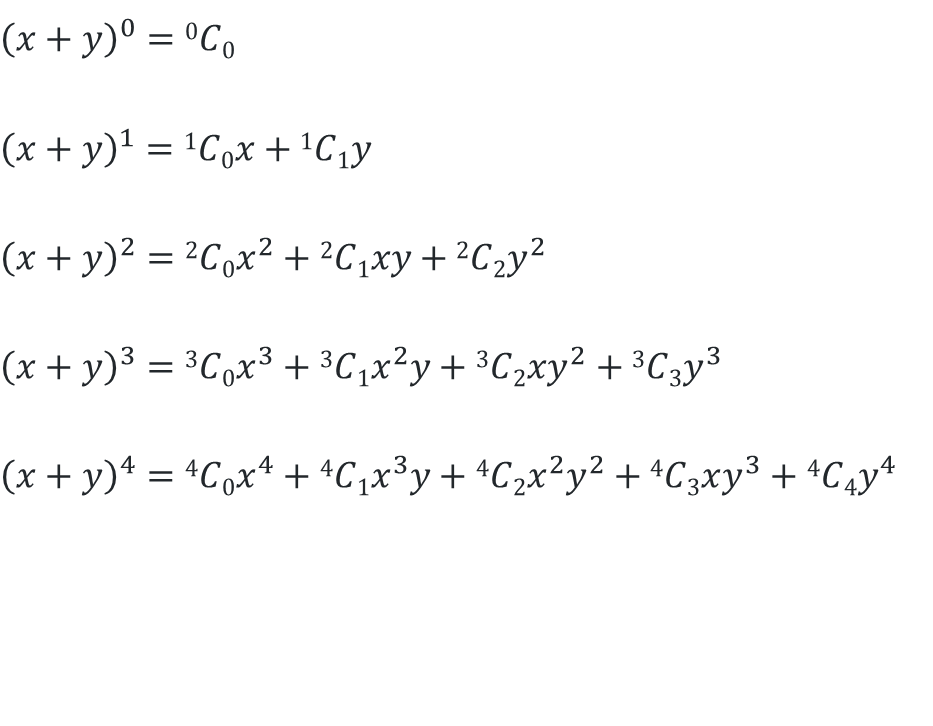 (x + y)⁰ = ⁰C₀
(x + y)¹ = ¹C₀x + ¹C₁y
(x + y)² = ²C₀x² + ²C₁xy + ²C₂y²
(x + y)³ = ³C₀x³ + ³C₁x²y + ³C₂xy² + ³C₃y³
(x + y)⁴ = ⁴C₀x⁴ + ⁴C₁x³y + ⁴C₂x²y² + ⁴C₃xy³ + ⁴C₄y⁴